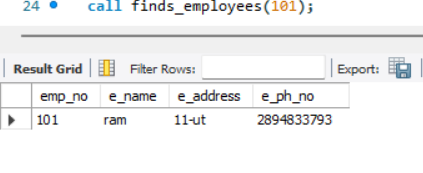 24 call finds_employees(101);
Result Grid Filter Rows: Export:
emp_no e_name e_address e_ph_no
101 ram 11-ut 2894833793